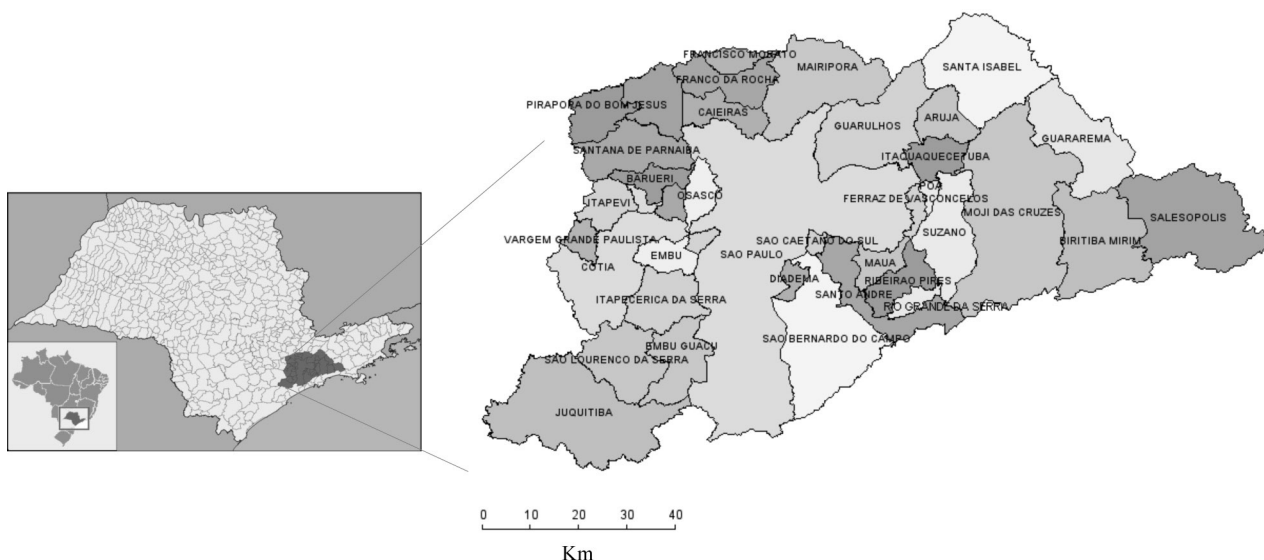 FRANCISCO MORATO
MAIRIPORA
SANTA ISABEL
FRANCO DA ROCHA
PIRAPORA DO BOM JESUS
CAIEIRAS
ARUJA
GUARULHOS
GUARAREMA
SANTANA DE PARNAIBA
ITAQUAQUECETUBA
BARUERI
POA
OSASCO
ITAPEVI
FERRAZ DE VASCONCELOS
MOJI DAS CRUZES
SALESOPOLIS
SUZANO
VARGEM GRANDE PAULISTA
SAO CAETANO DO SUL
BIRITIBA MIRIM
EMBU
SAO PAULO
MAUA
COTIA
DIADEMA
RIBEIRAO PIRES
SANTO ANDRE
ITAPECERICA DA SERRA
RIO GRANDE DA SERRA
SAO BERNARDO DO CAMPO
EMBU GUACU
SAO LOURENCO DA SERRA
JUQUITIBA
0 10 20 30 40
Km